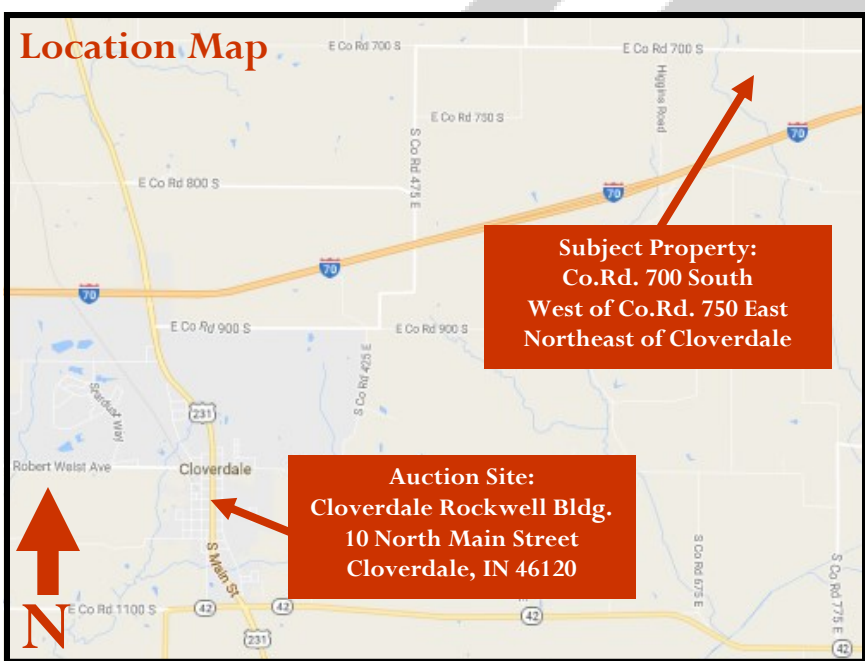 Location Map
E Co Rd 700 S
E Co Rd 700 S
Higgins Road
E Co Rd 750 S
70
S Co Rd 475 E
E Co Rd 800 S
70
Subject Property:
Co.Rd. 700 South
West of Co.Rd. 750 East
Northeast of Cloverdale
70
70
E Co Rd 900 S
E Co Rd 900 S
S Co Rd 425 E
Stardust Way
231
Robert Weist Ave
Cloverdale
Auction Site:
Cloverdale Rockwell Bldg.
10 North Main Street
Cloverdale, IN 46120
S Main St
S Co Rd 675 E
S Co Rd 775 E
N
E Co Rd 1100 S
42
42
42
231
42